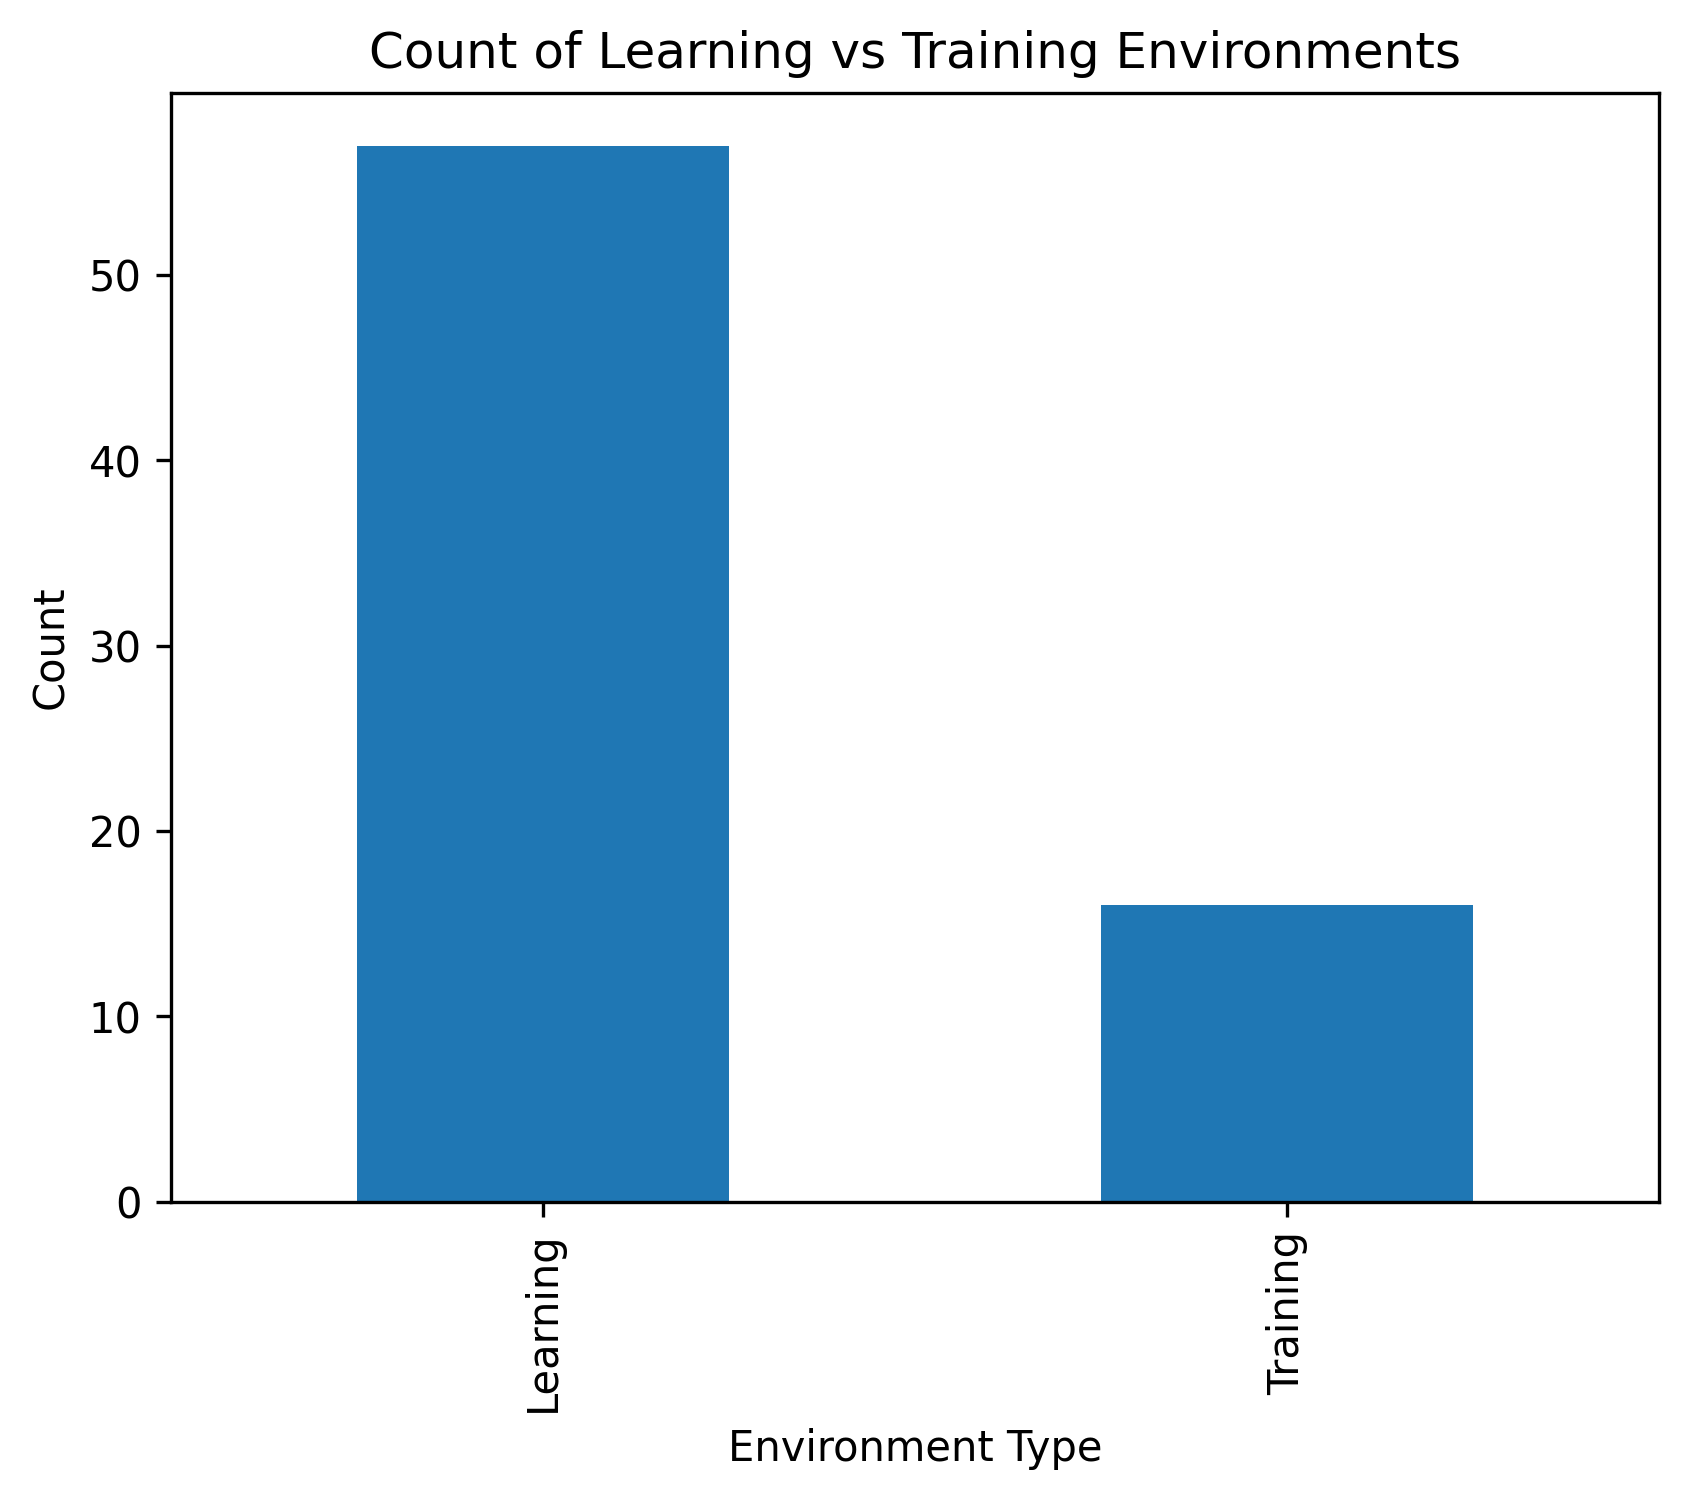 Count of Learning vs Training Environments
Count
50
40
30
20
10
0
Learning
Training
Environment Type